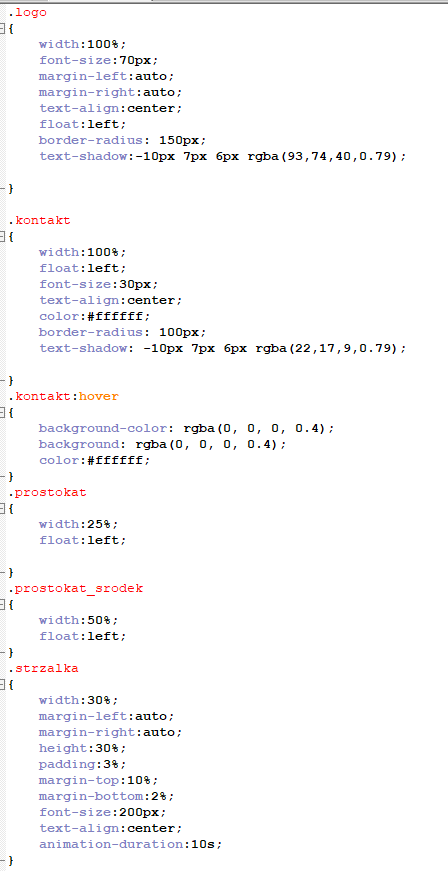 .logo
{
width:100%;
font-size:70px;
margin-left:auto;
margin-right:auto;
text-align:center;
float:left;
border-radius: 150px;
text-shadow:-10px 7px 6px rgba(93,74,40,0.79);
}
.kontakt
{
width:100%;
float:left;
font-size:30px;
text-align:center;
color:#ffffff;
border-radius: 100px;
text-shadow: -10px 7px 6px rgba(22,17,9,0.79);
}
.kontakt:hover
{
background-color: rgba(0, 0, 0, 0.4);
background: rgba(0, 0, 0, 0.4);
color:#ffffff;
}
.prostokat
{
width:25%;
float:left;
}
.prostokat_srodek
{
width:50%;
float:left;
}
.strzalka
{
width:30%;
margin-left:auto;
margin-right:auto;
height:30%;
padding:3%;
margin-top:10%;
margin-bottom:2%;
font-size:200px;
text-align:center;
animation-duration:10s;
}